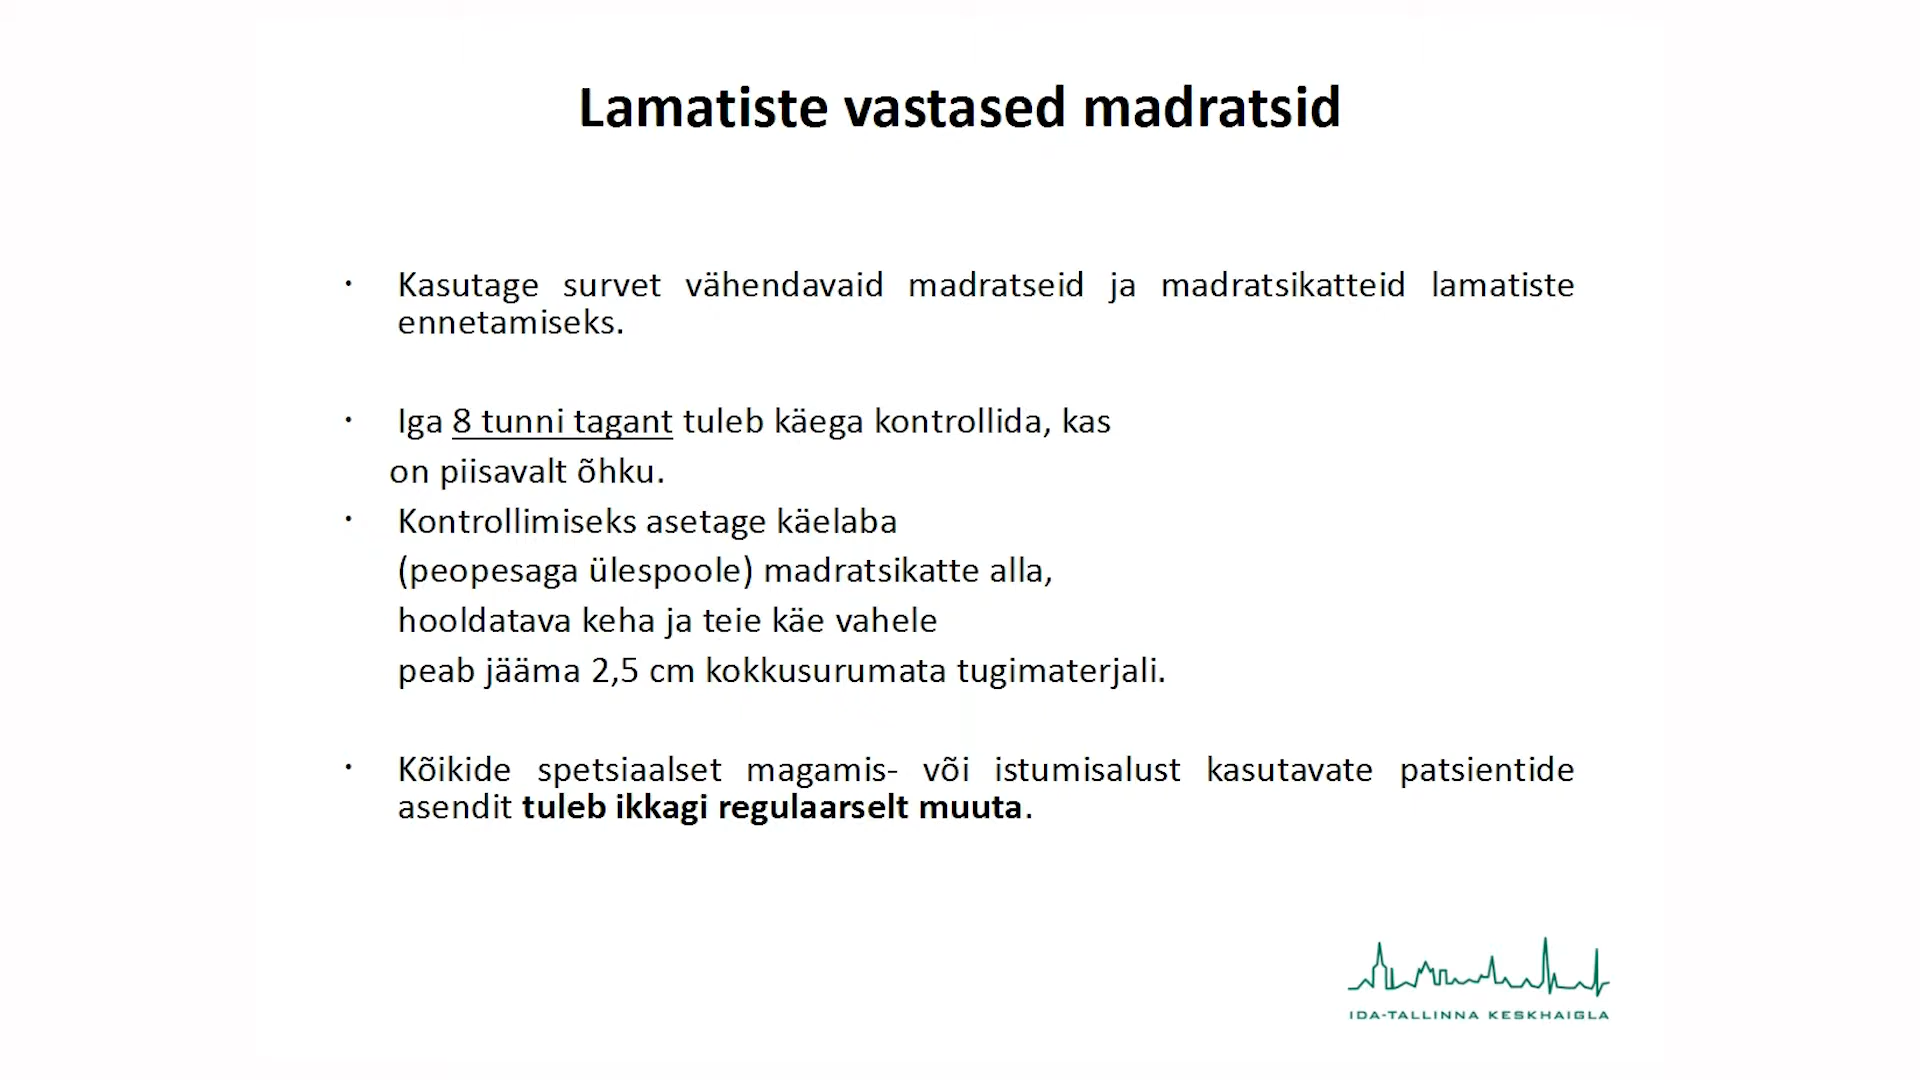 Lamatiste vastased madratsid
· Kasutage survet vähendavaid madratseid ja madratsikatteid lamatiste
ennetamiseks.
· Iga 8 tunni tagant tuleb käega kontrollida, kas
on piisavalt õhku.
· Kontrollimiseks asetage käelaba
(peopesaga ülespoole) madratsikatte alla,
hooldatava keha ja teie käe vahele
peab jääma 2,5 cm kokkusurumata tugimaterjali.
· Kõikide spetsiaalset magamis- või istumisalust kasutavate patsientide
asendit tuleb ikkagi regulaarselt muuta.
IDA-TALLINNA KESKHAIGLA